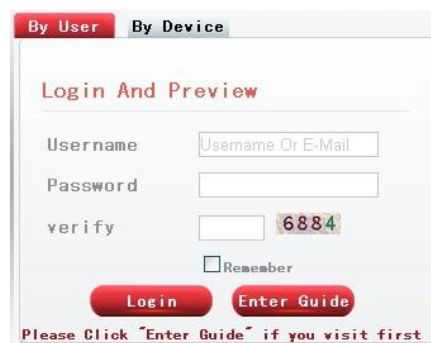 By User By Device
Login And Preview
Username Username Or E-Mail
Password
verify 6884
Remember
Login Enter Guide
Please Click "Enter Guide" if you visit first